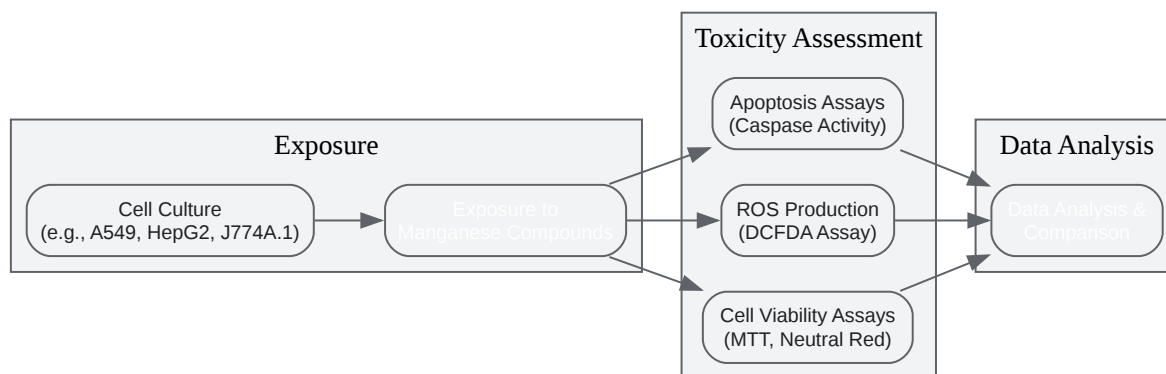 Exposure
Cell Culture
(e.g., A549, HepG2, J774A.1)
Exposure to
Manganese Compounds
Toxicity Assessment
Apoptosis Assays
(Caspase Activity)
ROS Production
(DCFDA Assay)
Cell Viability Assays
(MTT, Neutral Red)
Data Analysis
Data Analysis &
Comparison